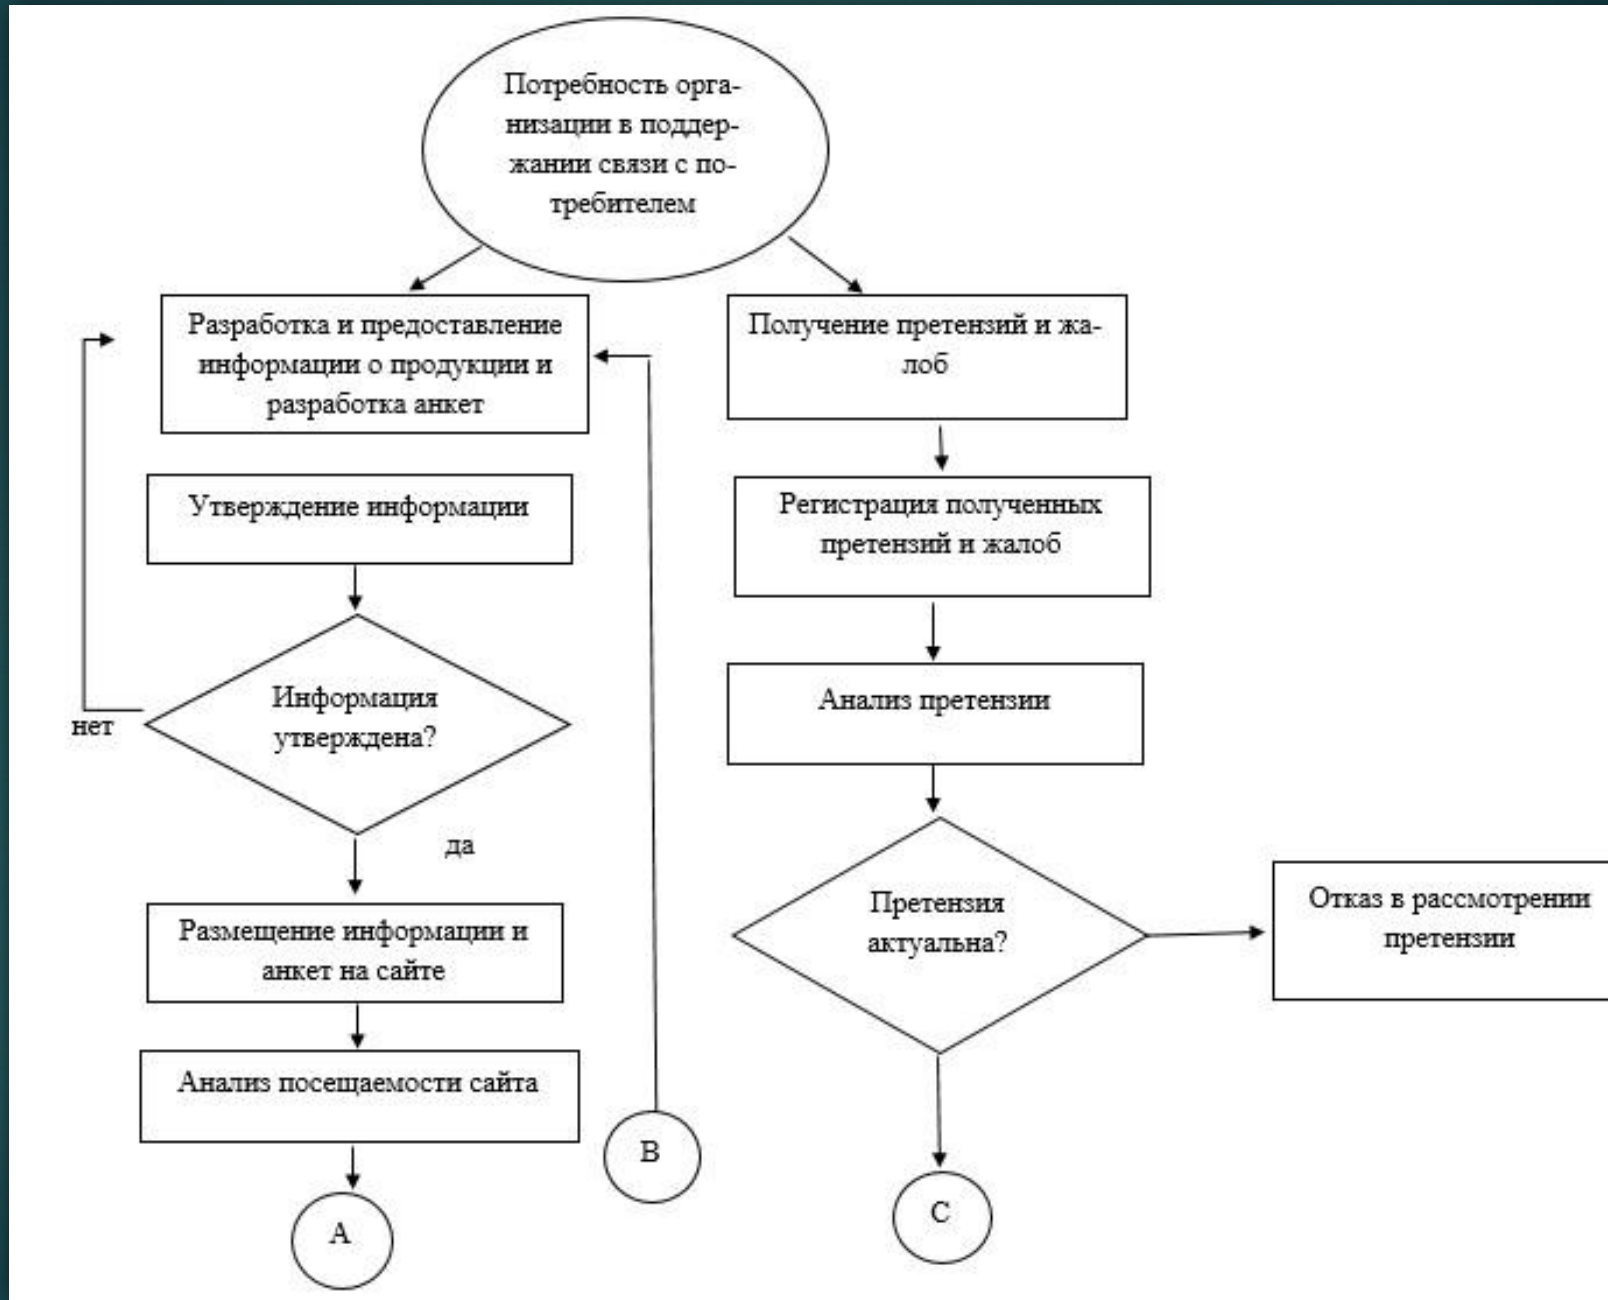 Потребность орга-
низации в поддер-
жании связи с по-
требителем
Разработка и предоставление
информации о продукции и
разработка анкет
Утверждение информации
Информация
утверждена?
нет
да
Размещение информации и
анкет на сайте
Анализ посещаемости сайта
А
В
Получение претензий и жа-
лоб
Регистрация полученных
претензий и жалоб
Анализ претензии
Претензия
актуальна?
Отказ в рассмотрении
претензии
С